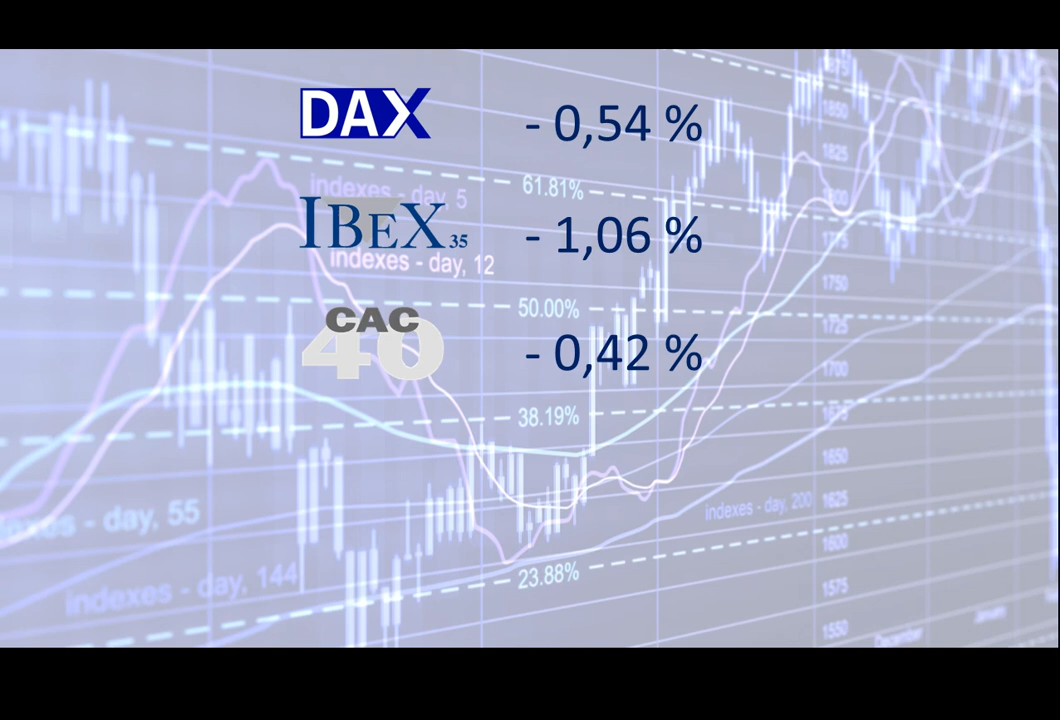 DAX - 0,54 %
indexes - day, 5
61.81%
IBEX 35 - 1,06 %
indexes - day, 12
50.00%
CAC 40 - 0,42 %
38.19%
indexes - day, 55
indexes - day, 200
indexes - day, 144
23.88%
1850
1825
1800
1775
1750
1725
1700
1675
1650
1625
1600
1575
1550
December
January